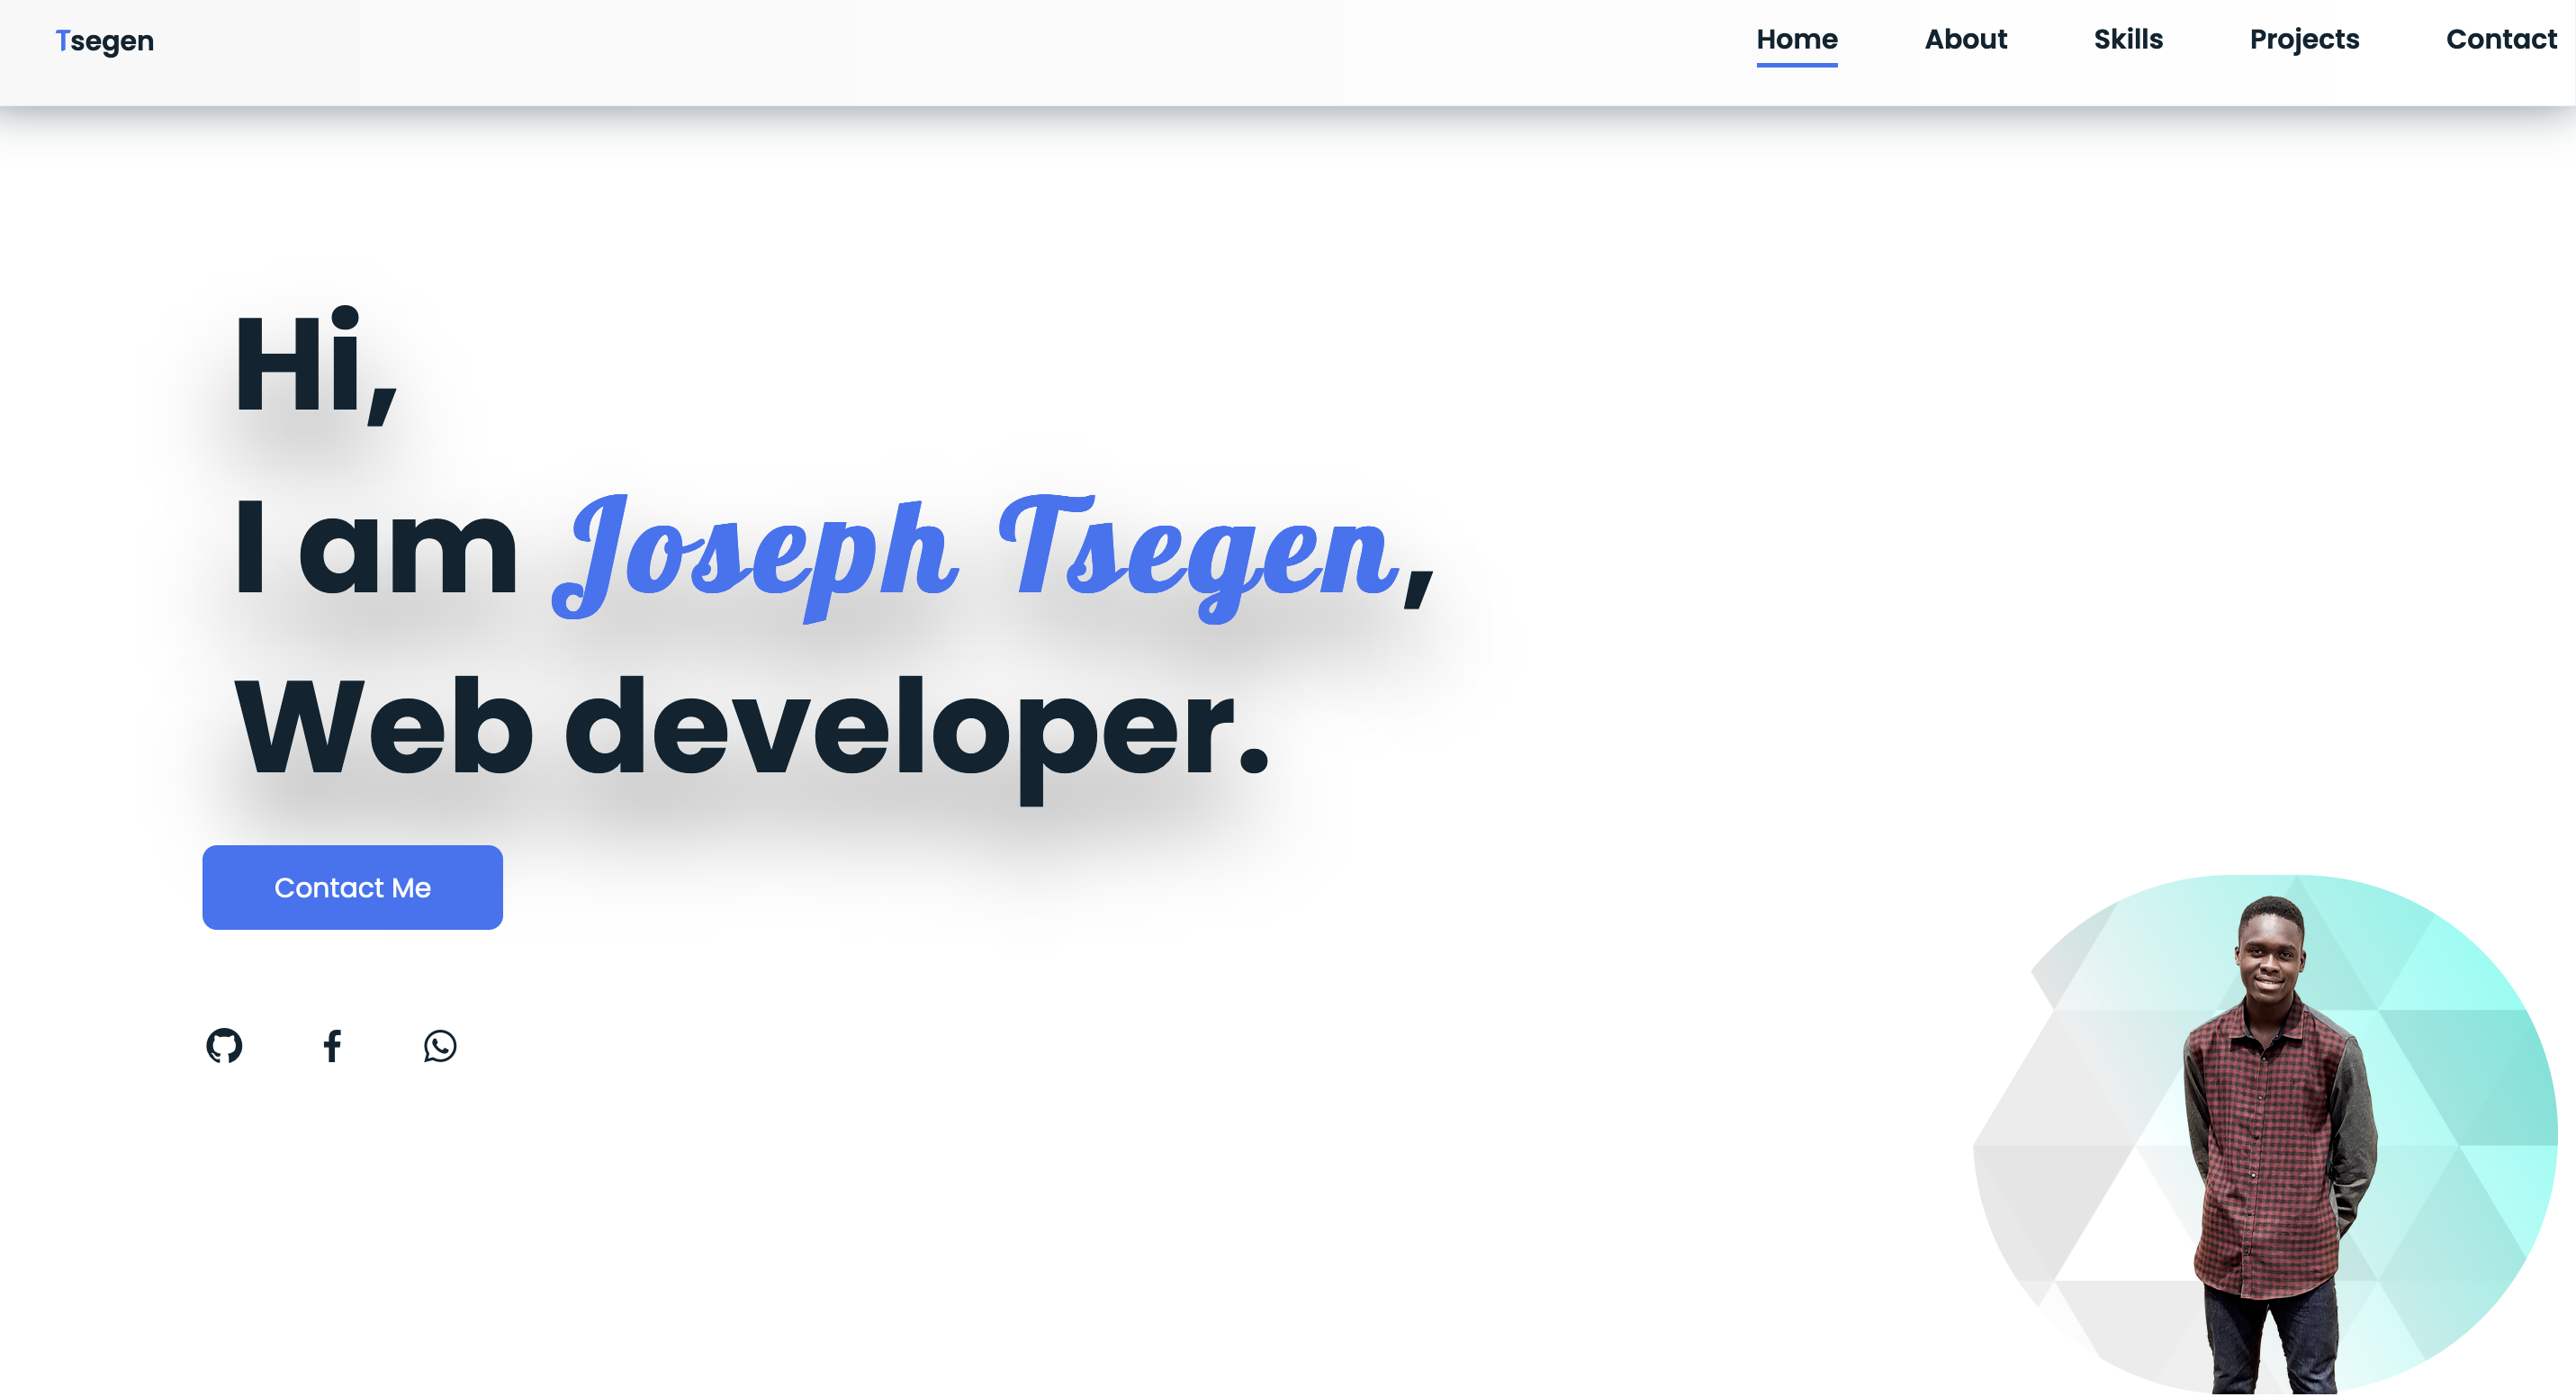 Tsegen
Home About Skills Projects Contact
Hi,
I am Joseph Tsegen,
Web developer.
Contact Me